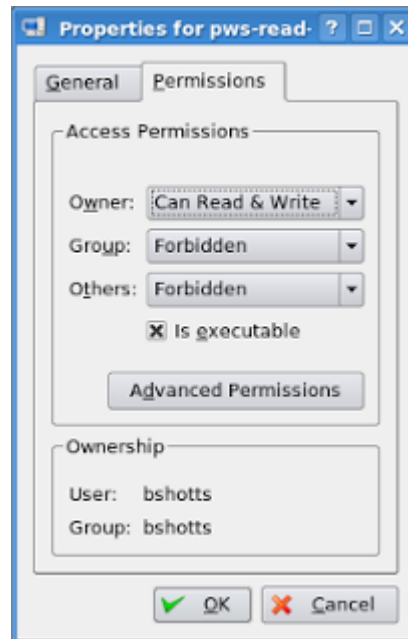 Properties for pws-read- ?
General Permissions
Access Permissions
Owner: Can Read & Write
Group: Forbidden
Others: Forbidden
Is executable
Advanced Permissions
Ownership
User: bshotts
Group: bshotts
OK Cancel